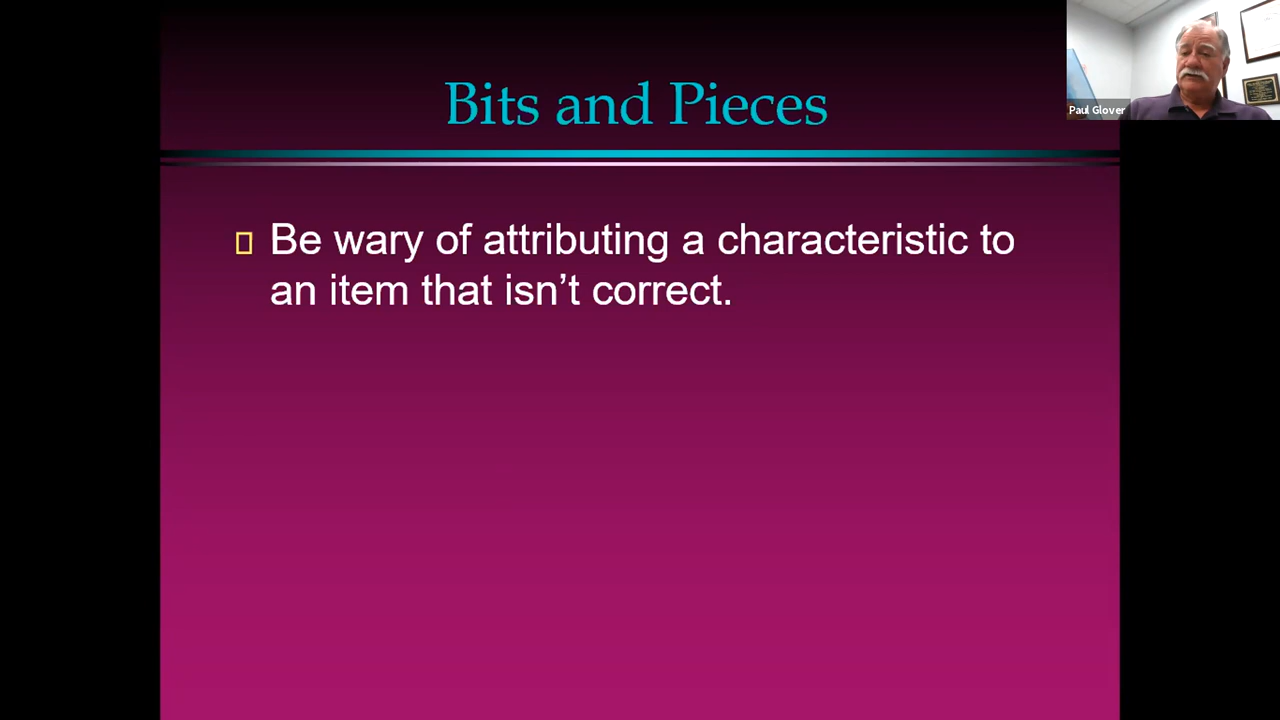 Bits and Pieces
Paul Glover
Be wary of attributing a characteristic to
an item that isn’t correct.